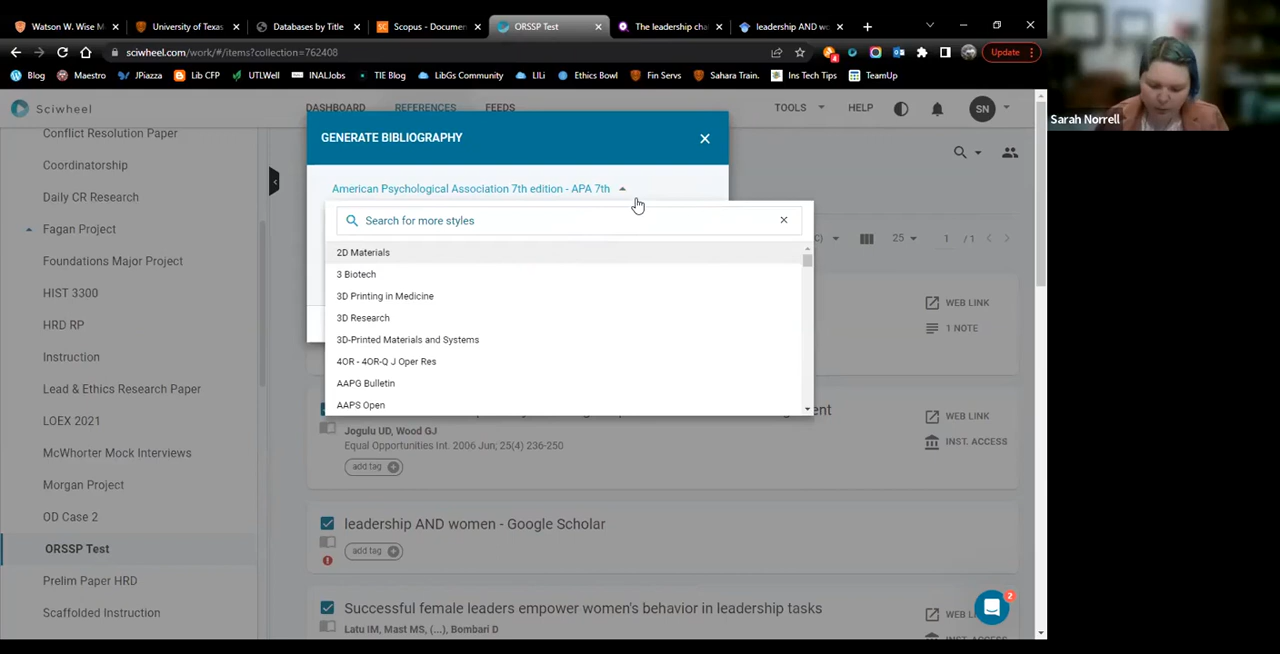 Watson W. Wise M
University of Texas
Databases by Title
Scopus - Documen
ORSSP Test
The leadership cha
leadership AND wo
sciwheel.com/work/#/items?collection=762408
Update
Blog
Maestro
JPiazza
Lib CFP
UTLWell
INALJobs
TIE Blog
LibGs Community
LILi
Ethics Bowl
Fin Servs
Sahara Train.
Ins Tech Tips
TeamUp
Sciwheel
DASHBOARD
REFERENCES
FEEDS
TOOLS
HELP
SN
Sarah Norrell
Conflict Resolution Paper
Coordinatorship
Daily CR Research
Fagan Project
Foundations Major Project
HIST 3300
HRD RP
Instruction
Lead & Ethics Research Paper
LOEX 2021
McWhorter Mock Interviews
Morgan Project
OD Case 2
ORSSP Test
Prelim Paper HRD
Scaffolded Instruction
GENERATE BIBLIOGRAPHY
American Psychological Association 7th edition - APA 7th
Search for more styles
2D Materials
3 Biotech
3D Printing in Medicine
3D Research
3D-Printed Materials and Systems
4OR - 4OR-Q J Oper Res
AAPG Bulletin
AAPS Open
25
1 / 1
WEB LINK
1 NOTE
ent
WEB LINK
INST. ACCESS
Jogulu UD, Wood GJ
Equal Opportunities Int. 2006 Jun; 25(4) 236-250
add tag
leadership AND women - Google Scholar
add tag
Successful female leaders empower women's behavior in leadership tasks
WEB LI
Latu IM, Mast MS, (...), Bombari D
2